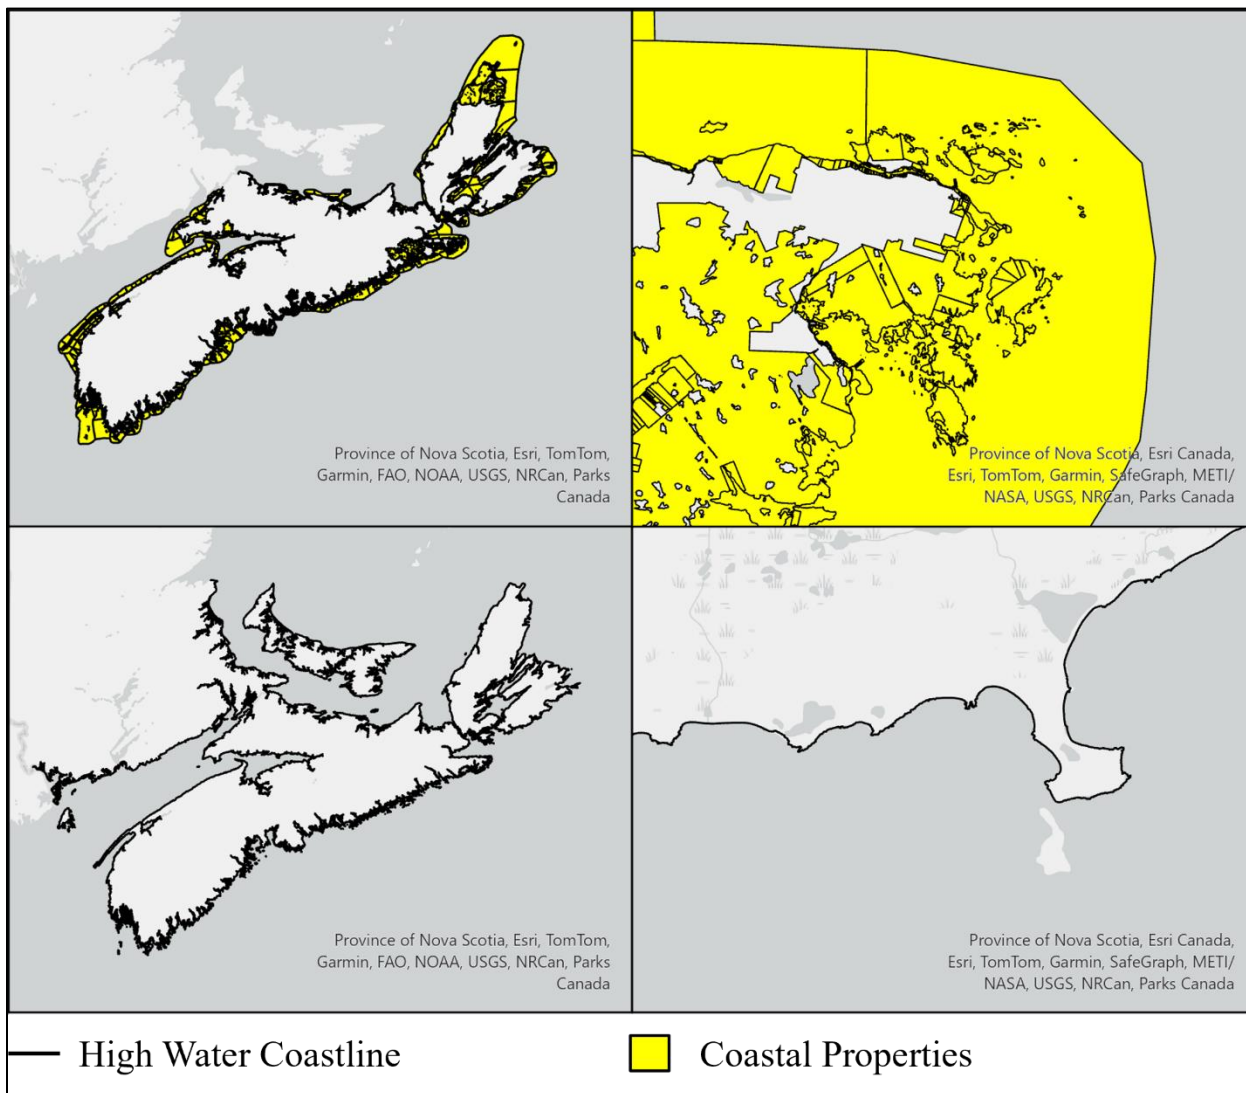 Province of Nova Scotia, Esri, TomTom,
Garmin, FAO, NOAA, USGS, NRCan, Parks
Canada
Province of Nova Scotia, Esri Canada,
Esri, TomTom, Garmin, SafeGraph, METI/
NASA, USGS, NRCan, Parks Canada
Province of Nova Scotia, Esri, TomTom,
Garmin, FAO, NOAA, USGS, NRCan, Parks
Canada
Province of Nova Scotia, Esri Canada,
Esri, TomTom, Garmin, SafeGraph, METI/
NASA, USGS, NRCan, Parks Canada
High Water Coastline
Coastal Properties